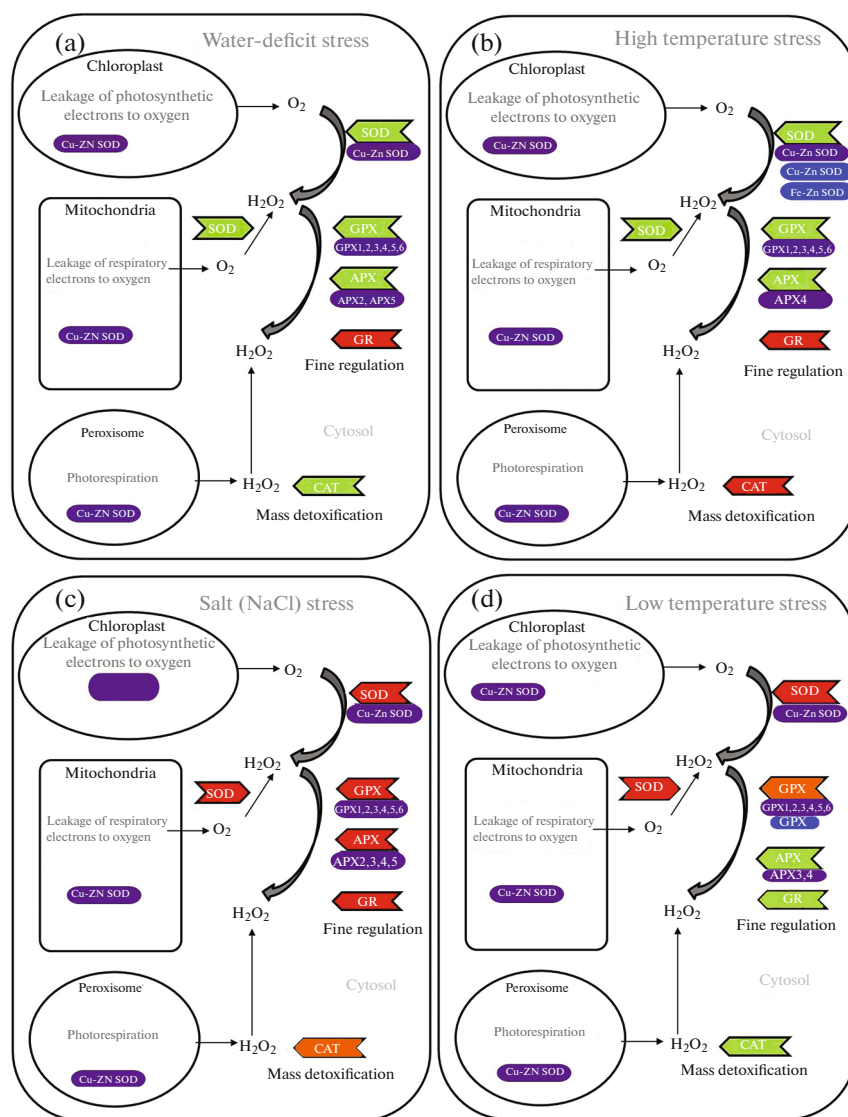 (a)
Water-deficit stress
Chloroplast
Leakage of photosynthetic
electrons to oxygen
Cu-ZN SOD
O2
SOD
Cu-Zn SOD
H2O2
Mitochondria
SOD
Leakage of respiratory
electrons to oxygen
O2
Cu-ZN SOD
GPX
GPX1,2,3,4,5,6
APX
APX2, APX5
H2O2
GR
Fine regulation
Cytosol
Peroxisome
Photorespiration
Cu-ZN SOD
H2O2
CAT
Mass detoxification
(b)
High temperature stress
Chloroplast
Leakage of photosynthetic
electrons to oxygen
Cu-ZN SOD
O2
SOD
Cu-Zn SOD
Cu-Zn SOD
Fe-Zn SOD
H2O2
Mitochondria
SOD
Leakage of respiratory
electrons to oxygen
O2
Cu-ZN SOD
GPX
GPX1,2,3,4,5,6
APX
APX4
H2O2
GR
Fine regulation
Cytosol
Peroxisome
Photorespiration
Cu-ZN SOD
H2O2
CAT
Mass detoxification
(c)
Salt (NaCl) stress
Chloroplast
Leakage of photosynthetic
electrons to oxygen
O2
SOD
Cu-Zn SOD
H2O2
Mitochondria
SOD
Leakage of respiratory
electrons to oxygen
O2
Cu-ZN SOD
GPX
GPX1,2,3,4,5,6
APX
APX2,3,4,5
H2O2
GR
Fine regulation
Cytosol
Peroxisome
Photorespiration
Cu-ZN SOD
H2O2
CAT
Mass detoxification
(d)
Low temperature stress
Chloroplast
Leakage of photosynthetic
electrons to oxygen
Cu-ZN SOD
O2
SOD
Cu-Zn SOD
H2O2
Mitochondria
SOD
Leakage of respiratory
electrons to oxygen
O2
Cu-ZN SOD
GPX
GPX1,2,3,4,5,6
GPX
APX
APX3,4
GR
H2O2
Fine regulation
Cytosol
Peroxisome
Photorespiration
Cu-ZN SOD
H2O2
CAT
Mass detoxification